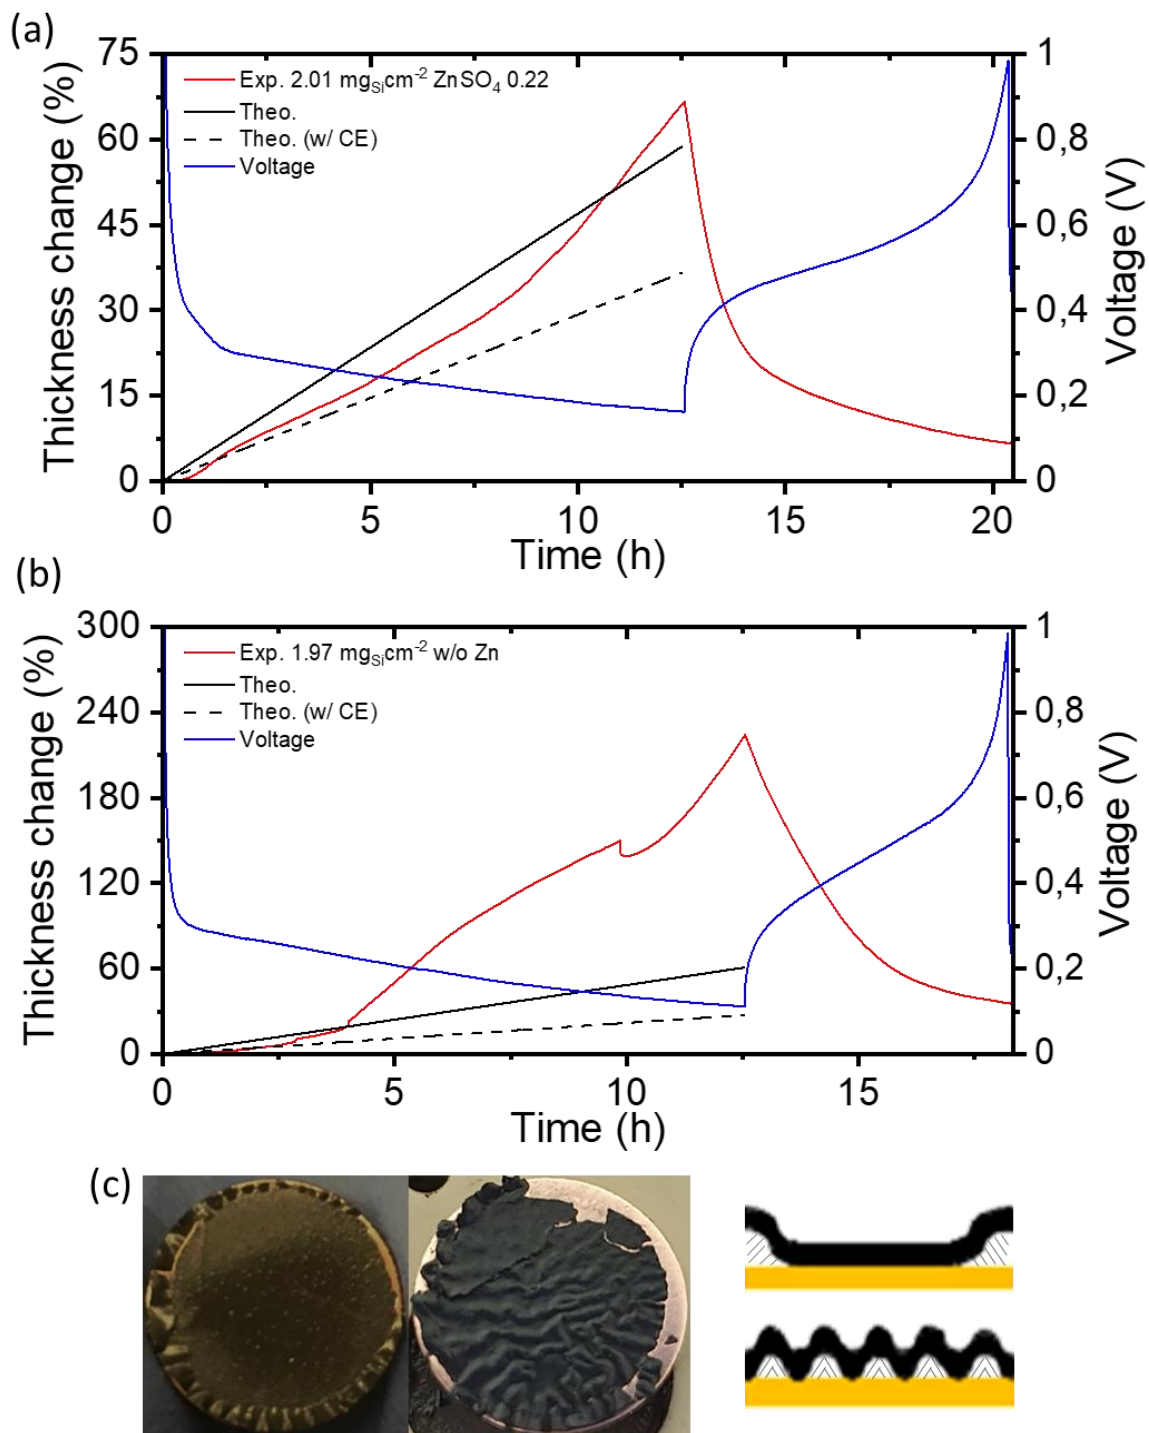 (a)
75
60
45
30
15
0
Thickness change (%)
Exp. 2.01 mgSicm-2 ZnSO4 0.22
Theo.
Theo. (w/ CE)
Voltage
1
0,8
0,6
0,4
0,2
0
Voltage (V)
0 5 10 15 20
Time (h)
(b)
300
240
180
120
60
0
Thickness change (%)
Exp. 1.97 mgSicm-2 w/o Zn
Theo.
Theo. (w/ CE)
Voltage
1
0,8
0,6
0,4
0,2
0
Voltage (V)
0 5 10 15
Time (h)
(c)